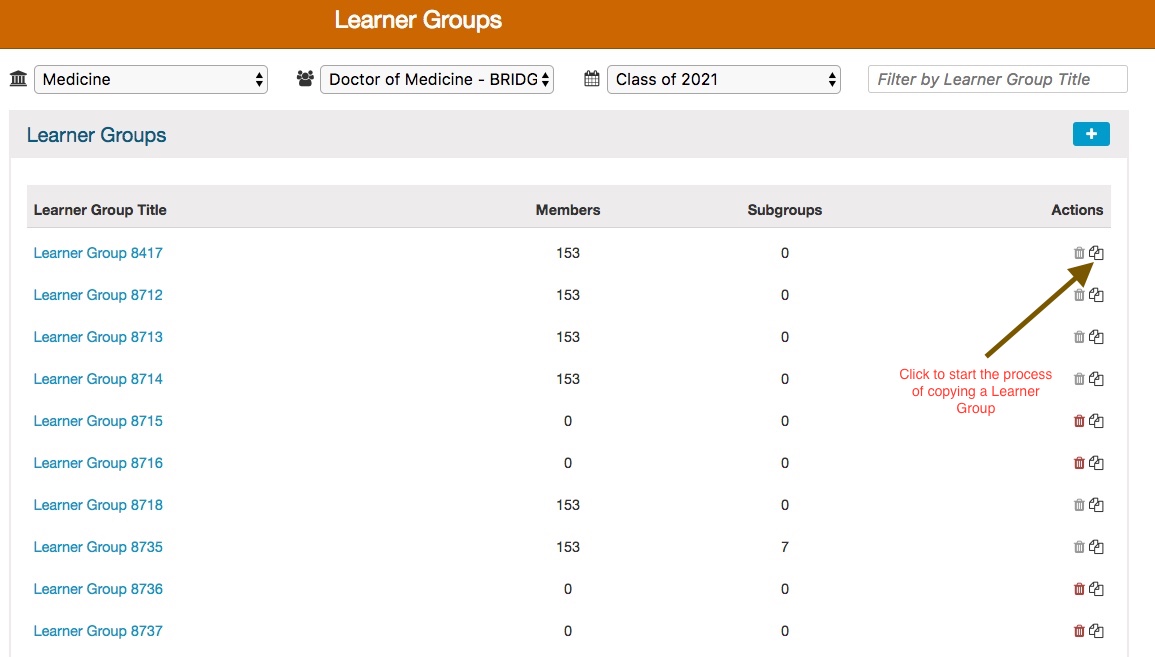 Learner Groups
Medicine Doctor of Medicine - BRIDG Class of 2021 Filter by Learner Group Title
Learner Groups +
Learner Group Title Members Subgroups Actions
Learner Group 8417 153 0
Learner Group 8712 153 0
Learner Group 8713 153 0
Learner Group 8714 153 0
Click to start the process
of copying a Learner
Group
Learner Group 8715 0 0
Learner Group 8716 0 0
Learner Group 8718 153 0
Learner Group 8735 153 7
Learner Group 8736 0 0
Learner Group 8737 0 0